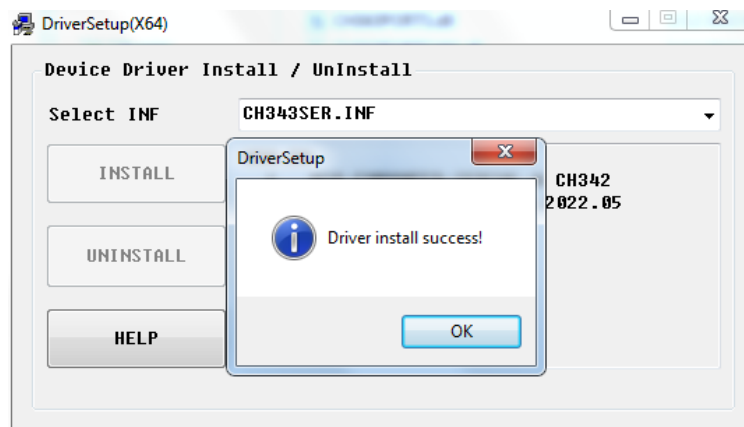 DriverSetup(X64)
Device Driver Install / UnInstall
Select INF
CH343SER.INF
INSTALL
UNINSTALL
HELP
DriverSetup
Driver install success!
OK
CH342
2022.05